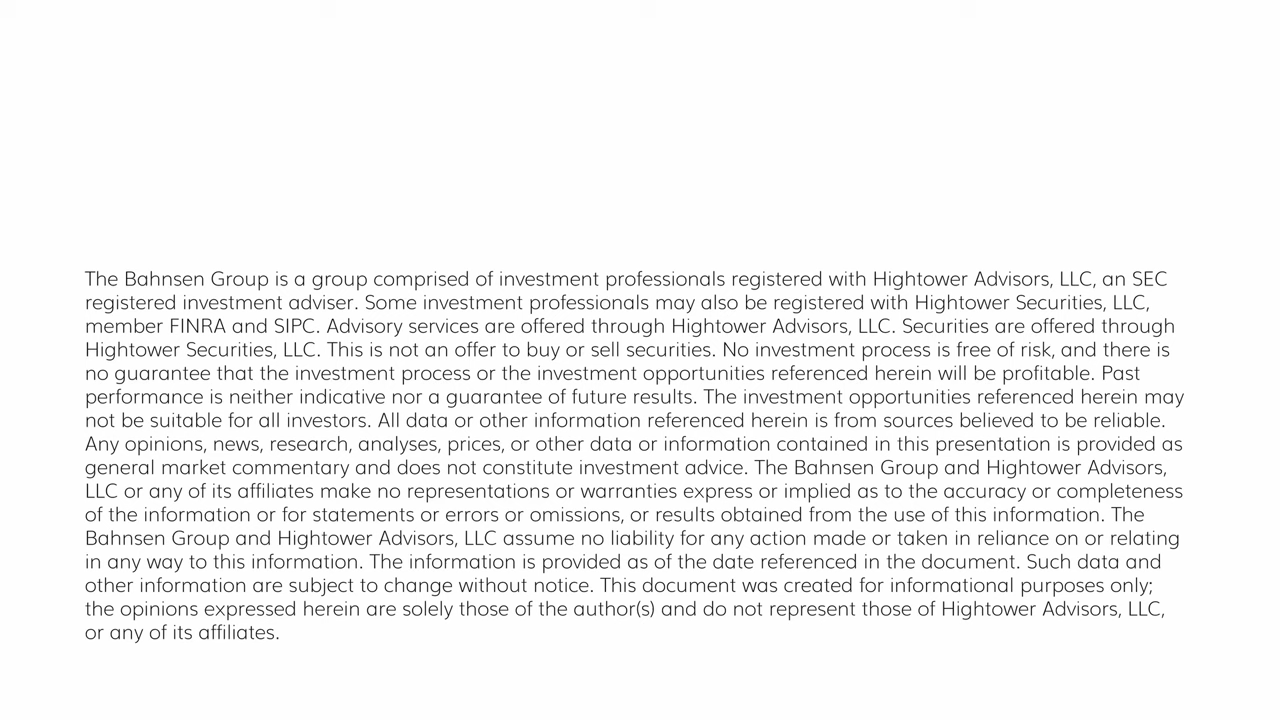 The Bahnsen Group is a group comprised of investment professionals registered with Hightower Advisors, LLC, an SEC
registered investment adviser. Some investment professionals may also be registered with Hightower Securities, LLC,
member FINRA and SIPC. Advisory services are offered through Hightower Advisors, LLC. Securities are offered through
Hightower Securities, LLC. This is not an offer to buy or sell securities. No investment process is free of risk, and there is
no guarantee that the investment process or the investment opportunities referenced herein will be profitable. Past
performance is neither indicative nor a guarantee of future results. The investment opportunities referenced herein may
not be suitable for all investors. All data or other information referenced herein is from sources believed to be reliable.
Any opinions, news, research, analyses, prices, or other data or information contained in this presentation is provided as
general market commentary and does not constitute investment advice. The Bahnsen Group and Hightower Advisors,
LLC or any of its affiliates make no representations or warranties express or implied as to the accuracy or completeness
of the information or for statements or errors or omissions, or results obtained from the use of this information. The
Bahnsen Group and Hightower Advisors, LLC assume no liability for any action made or taken in reliance on or relating
in any way to this information. The information is provided as of the date referenced in the document. Such data and
other information are subject to change without notice. This document was created for informational purposes only;
the opinions expressed herein are solely those of the author(s) and do not represent those of Hightower Advisors, LLC,
or any of its affiliates.